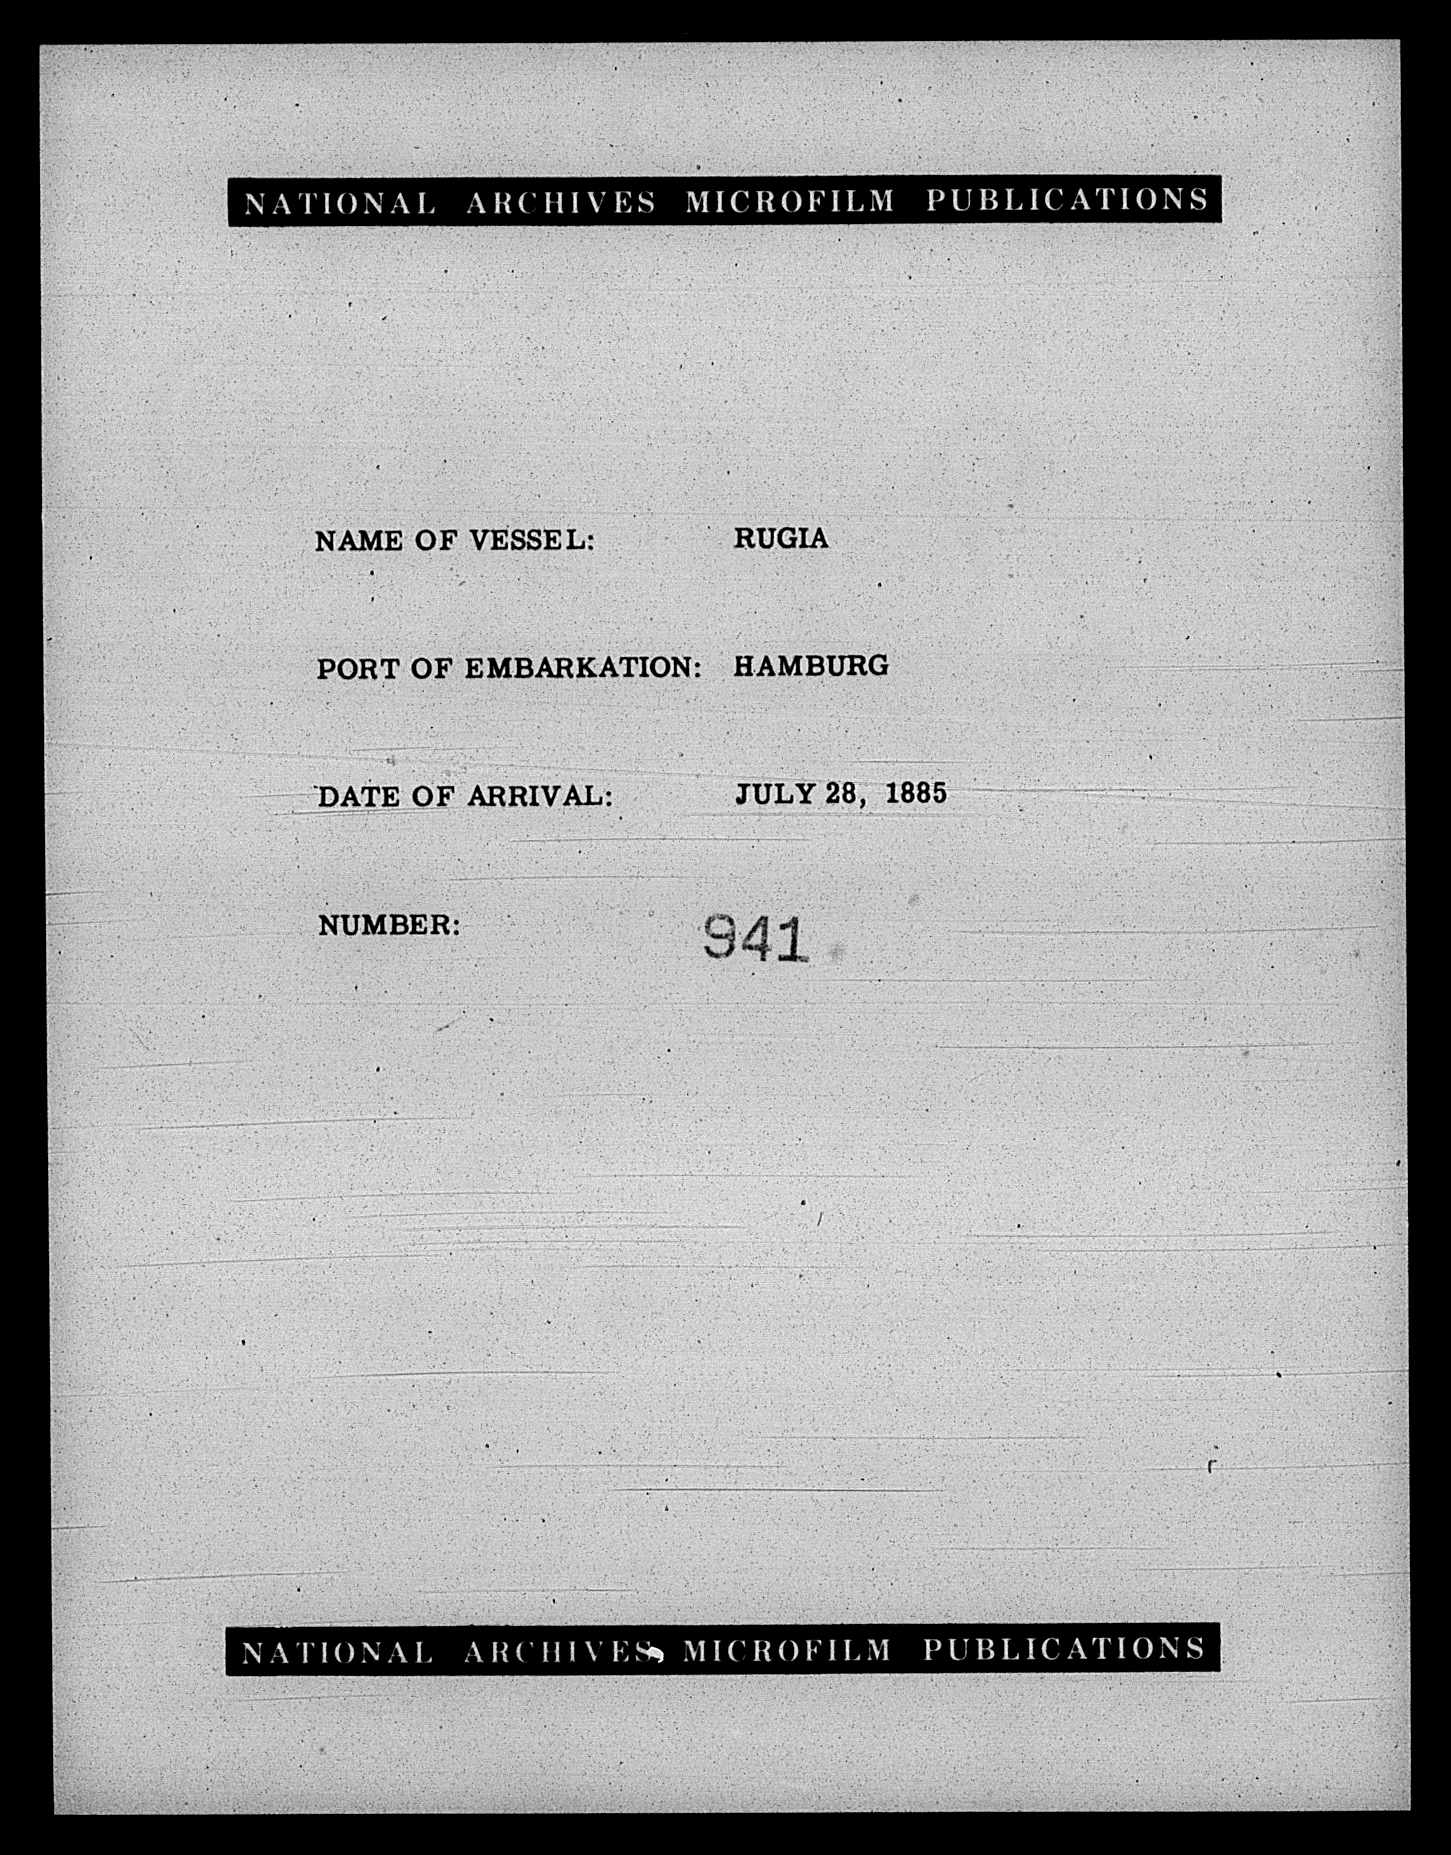 NATIONAL ARCHIVES MICROFILM PUBLICATIONS
NAME OF VESSEL: RUGIA
PORT OF EMBARKATION: HAMBURG
DATE OF ARRIVAL: JULY 28, 1885
NUMBER: 941
NATIONAL ARCHIVES MICROFILM PUBLICATIONS